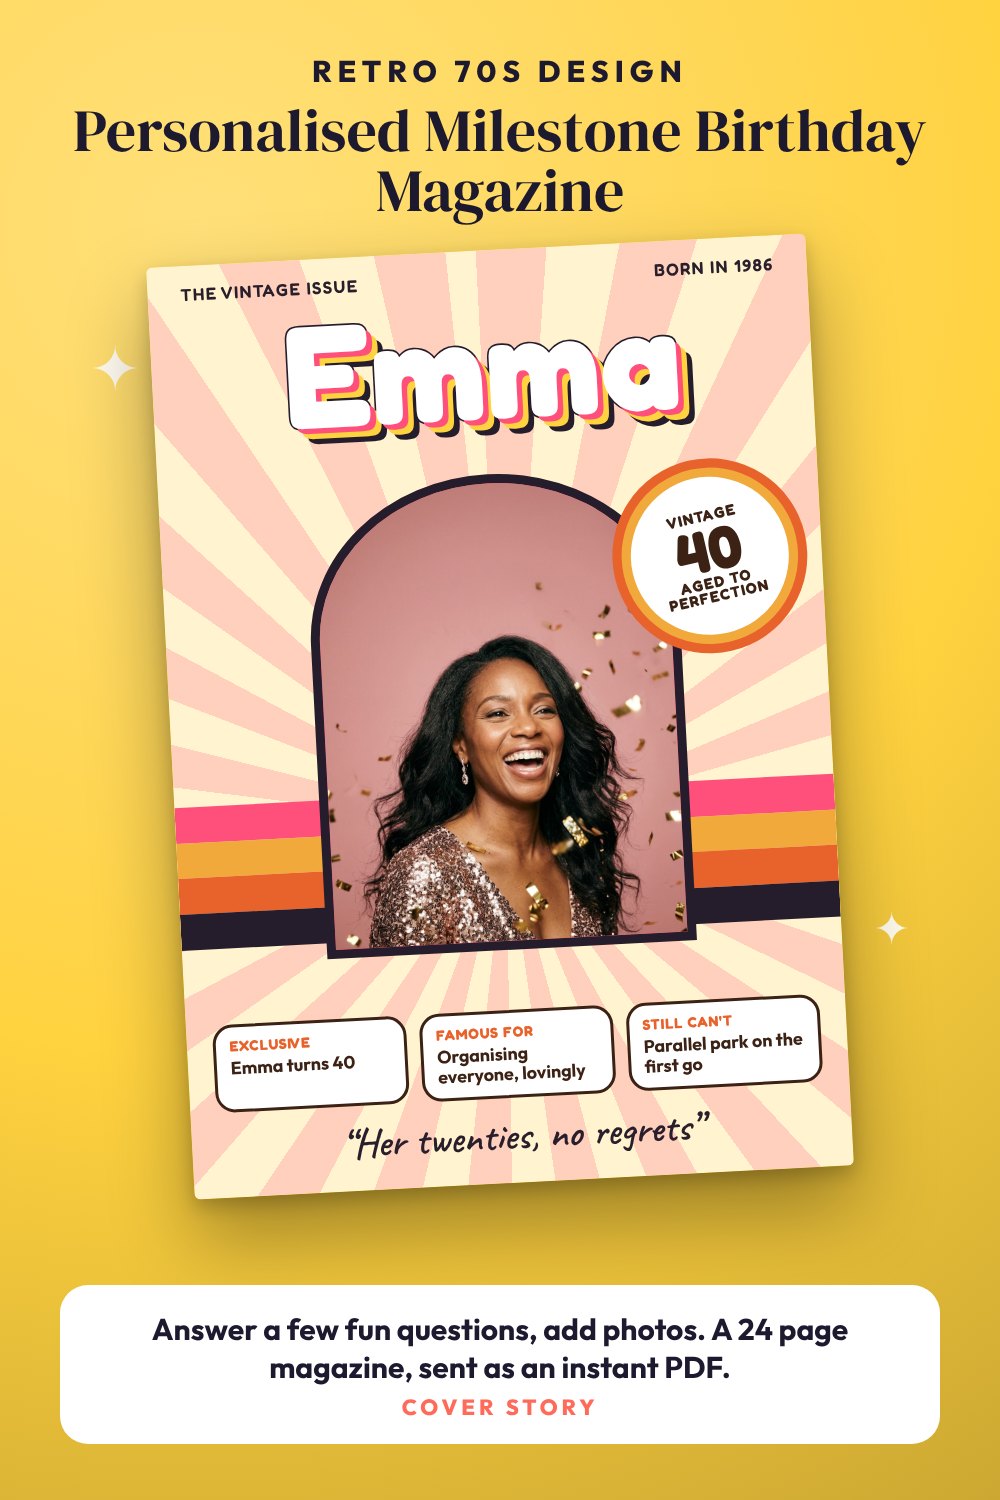 RETRO 70S DESIGN
Personalised Milestone Birthday
Magazine
THE VINTAGE ISSUE
BORN IN 1986
Emma
VINTAGE
40
AGED TO
PERFECTION
EXCLUSIVE
Emma turns 40
FAMOUS FOR
Organising
everyone, lovingly
STILL CAN'T
Parallel park on the
first go
“Her twenties, no regrets”
Answer a few fun questions, add photos. A 24 page
magazine, sent as an instant PDF.
COVER STORY